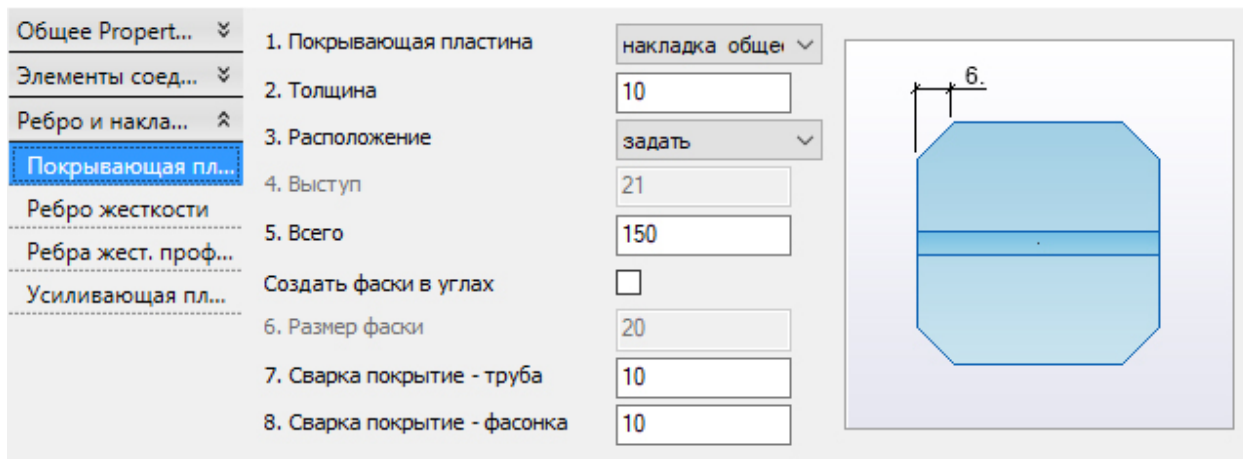 Общее Propert...
Элементы соед...
Ребро и накла...
Покрывающая пл...
Ребро жесткости
Ребра жест. проф...
Усиливающая пл...
1. Покрывающая пластина накладка общее
2. Толщина 10
3. Расположение задать
4. Выступ 21
5. Всего 150
Создать фаски в углах
6. Размер фаски 20
7. Сварка покрытие - труба 10
8. Сварка покрытие - фасонка 10
6.